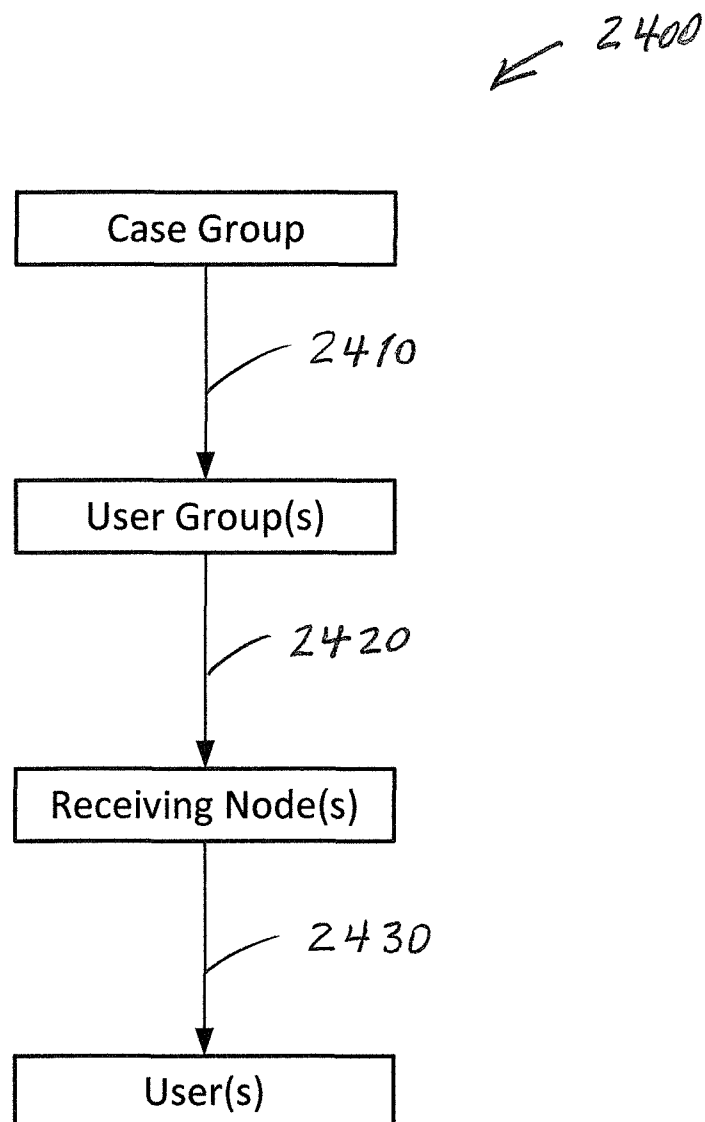 2400
Case Group
2410
User Group(s)
2420
Receiving Node(s)
2430
User(s)